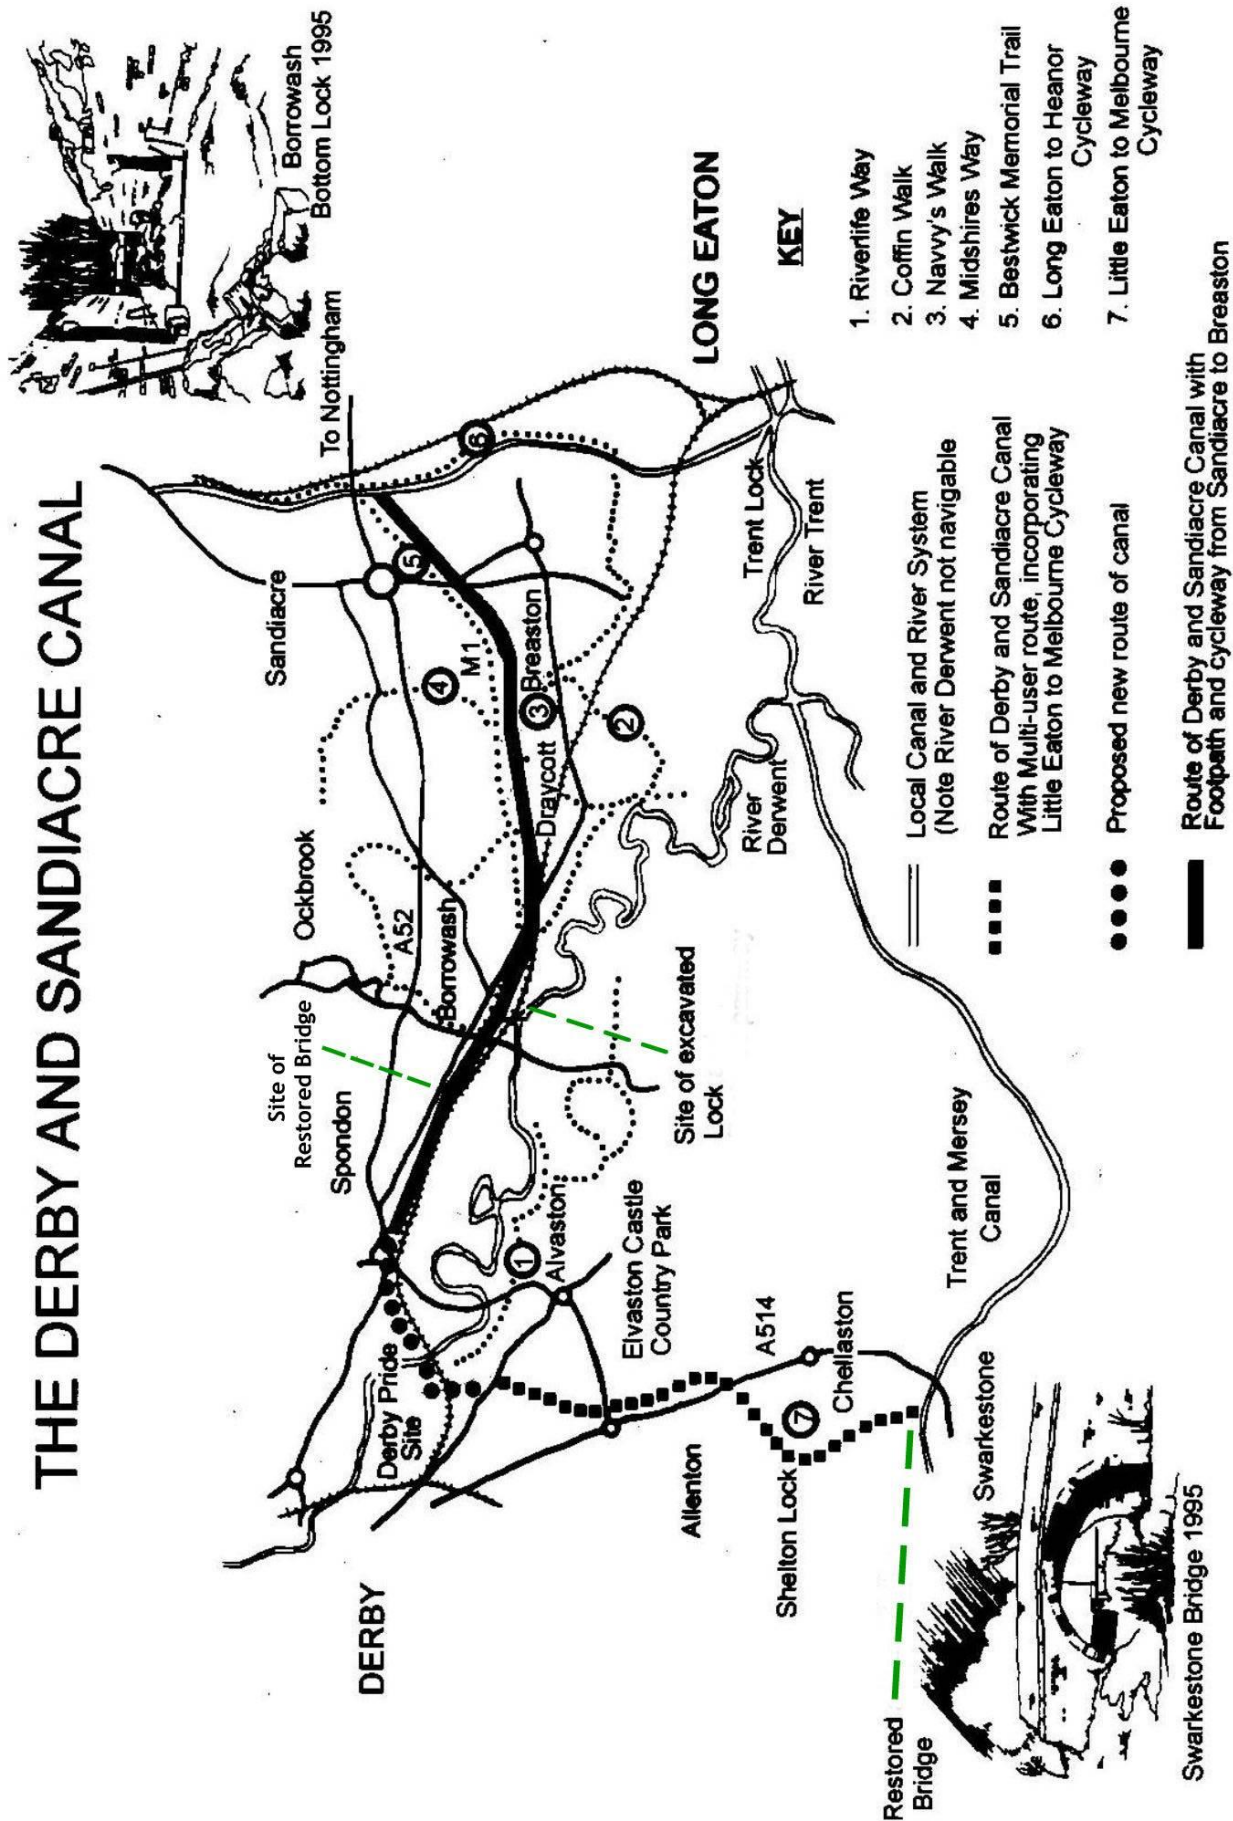 THE DERBY AND SANDIACRE CANAL
Borrowash
Bottom Lock 1995
To Nottingham
Sandiacre
Ockbrook
Site of
Restored Bridge
Spondon
A52
Borrowash
M1
Draycott
Breaston
DERBY
Derby Pride
Site
Alvaston
Elvaston Castle
Country Park
Site of excavated
Lock
River
Derwent
Trent Lock
River Trent
LONG EATON
Allenton
A514
Chellaston
Shelton Lock
Swarkestone
Trent and Mersey
Canal
Restored
Bridge
Swarkestone Bridge 1995
1
2
3
4
5
6
7
KEY
1. Riverlife Way
2. Coffin Walk
3. Navvy's Walk
4. Midshires Way
5. Bestwick Memorial Trail
6. Long Eaton to Heanor
Cycleway
7. Little Eaton to Melbourne
Cycleway
Local Canal and River System
(Note River Derwent not navigable
Route of Derby and Sandiacre Canal
With Multi-user route, incorporating
Little Eaton to Melbourne Cycleway
Proposed new route of canal
Route of Derby and Sandiacre Canal with
Footpath and cycleway from Sandiacre to Breaston